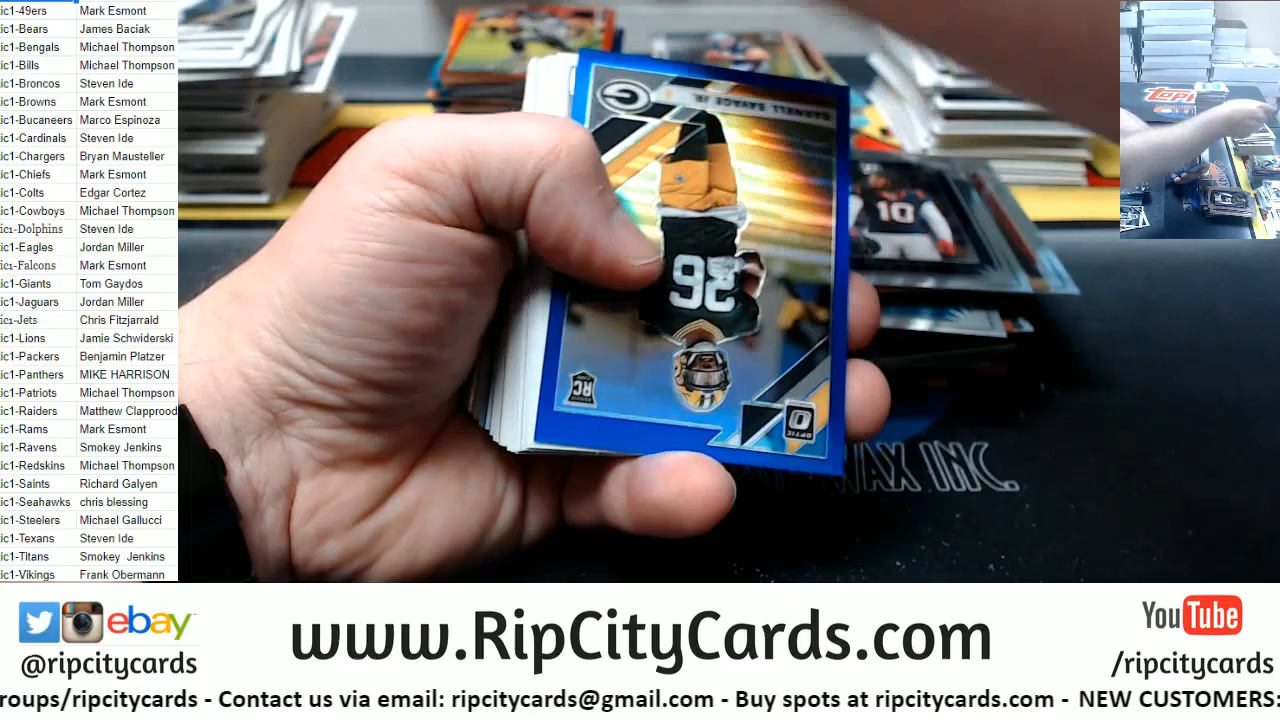 ic1-49ers Mark Esmont
ic1-Bears James Baciak
ic1-Bengals Michael Thompson
ic1-Bills Michael Thompson
ic1-Broncos Steven Ide
ic1-Browns Mark Esmont
ic1-Bucaneers Marco Espinoza
ic1-Cardinals Steven Ide
ic1-Chargers Bryan Mausteller
ic1-Chiefs Mark Esmont
ic1-Colts Edgar Cortez
ic1-Cowboys Michael Thompson
ic1-Dolphins Steven Ide
ic1-Eagles Jordan Miller
ic1-Falcons Mark Esmont
ic1-Giants Tom Gaydos
ic1-Jaguars Jordan Miller
ic1-Jets Chris Fitzjarrald
ic1-Lions Jamie Schwiderski
ic1-Packers Benjamin Platzer
ic1-Panthers MIKE HARRISON
ic1-Patriots Michael Thompson
ic1-Raiders Matthew Clapprood
ic1-Rams Mark Esmont
ic1-Ravens Smokey Jenkins
ic1-Redskins Michael Thompson
ic1-Saints Richard Galyen
ic1-Seahawks chris blessing
ic1-Steelers Michael Gallucci
ic1-Texans Steven Ide
ic1-Titans Smokey Jenkins
ic1-Vikings Frank Obermann
G
DARNELL SAVAGE JR.
26
RC
OPTIC
10
WAX INC.
TOPPS
ebay
@ripcitycards
www.RipCityCards.com
YouTube
/ripcitycards
roups/ripcitycards - Contact us via email: ripcitycards@gmail.com - Buy spots at ripcitycards.com - NEW CUSTOMERS: